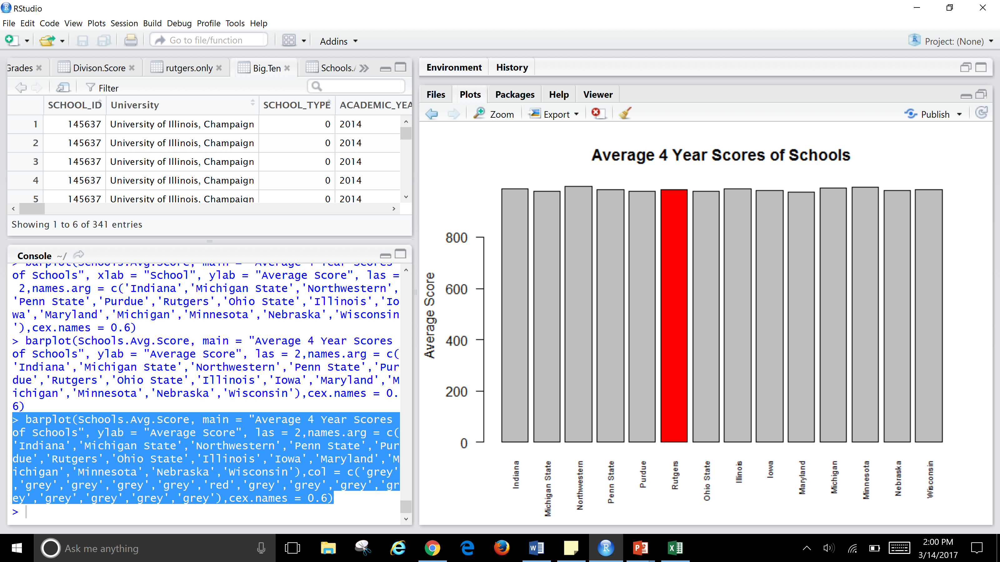 RStudio
File Edit Code View Plots Session Build Debug Profile Tools Help
Go to file/function
Addins
Project: (None)
Grades
Divison.Score
rutgers.only
Big.Ten
Schools.
Filter
SCHOOL_ID University SCHOOL_TYPE ACADEMIC_YEA
1 145637 University of Illinois, Champaign 0 2014
2 145637 University of Illinois, Champaign 0 2014
3 145637 University of Illinois, Champaign 0 2014
4 145637 University of Illinois, Champaign 0 2014
5 145637 University of Illinois, Champaign 0 2014
Showing 1 to 6 of 341 entries
Console ~/
> barplot(Schools.Avg.Score, main = "Average 4 Year Scores
of Schools", xlab = "School", ylab = "Average Score", las =
 2,names.arg = c('Indiana','Michigan State','Northwestern',
'Penn State','Purdue','Rutgers','Ohio State','Illinois','Io
wa','Maryland','Michigan','Minnesota','Nebraska','Wisconsin
'),cex.names = 0.6)
> barplot(Schools.Avg.Score, main = "Average 4 Year Scores
of Schools", ylab = "Average Score", las = 2,names.arg = c(
'Indiana','Michigan State','Northwestern','Penn State','Pur
due','Rutgers','Ohio State','Illinois','Iowa','Maryland','M
ichigan','Minnesota','Nebraska','Wisconsin'),cex.names = 0.
6)
> barplot(Schools.Avg.Score, main = "Average 4 Year Scores
of Schools", ylab = "Average Score", las = 2,names.arg = c(
'Indiana','Michigan State','Northwestern','Penn State','Pur
due','Rutgers','Ohio State','Illinois','Iowa','Maryland','M
ichigan','Minnesota','Nebraska','Wisconsin'),col = c('grey'
,'grey','grey','grey','grey','red','grey','grey','grey','gr
ey','grey','grey','grey','grey'),cex.names = 0.6)
>
Environment History
Files Plots Packages Help Viewer
Zoom Export Publish
Average 4 Year Scores of Schools
Average Score
800
600
400
200
0
Indiana
Michigan State
Northwestern
Penn State
Purdue
Rutgers
Ohio State
Illinois
Iowa
Maryland
Michigan
Minnesota
Nebraska
Wisconsin
Ask me anything
2:00 PM
3/14/2017